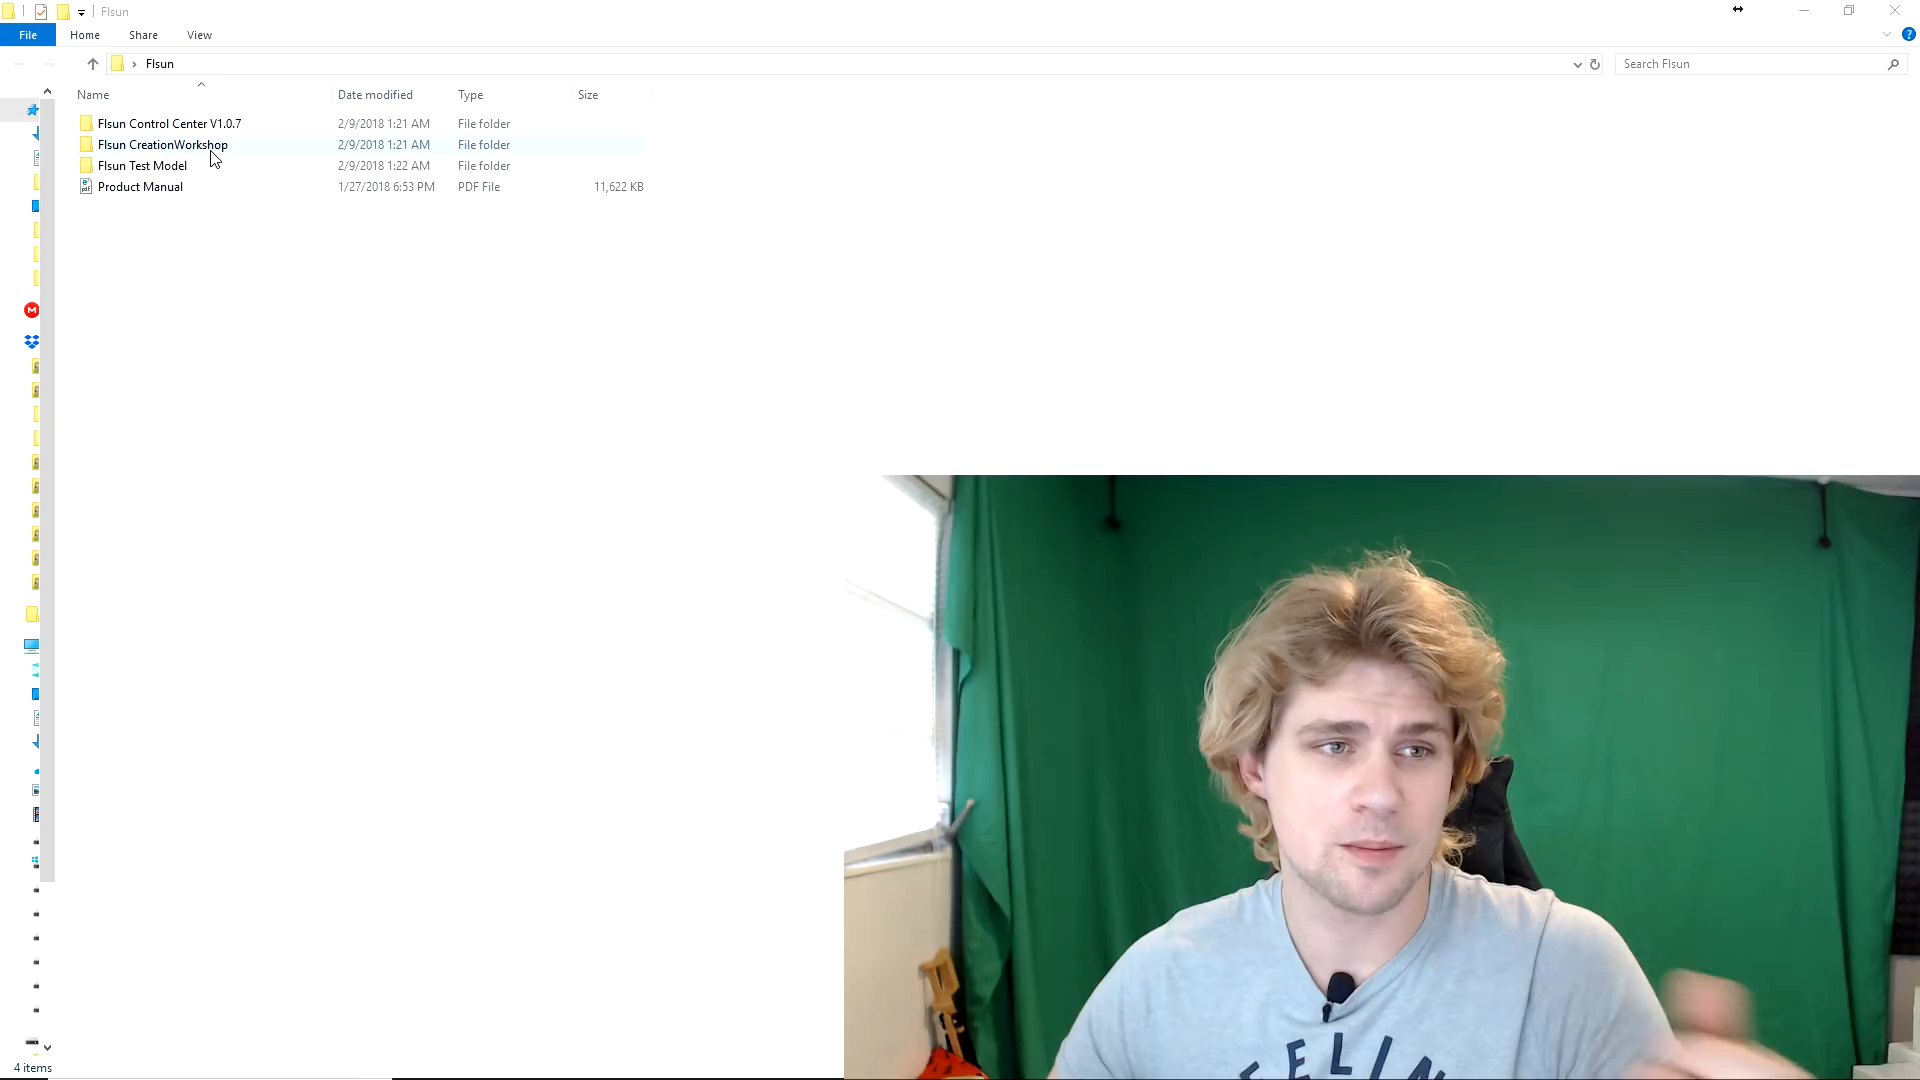 Flsun
File Home Share View
Flsun
Search Flsun
Name Date modified Type Size
Flsun Control Center V1.0.7 2/9/2018 1:21 AM File folder
Flsun CreationWorkshop 2/9/2018 1:21 AM File folder
Flsun Test Model 2/9/2018 1:22 AM File folder
Product Manual 1/27/2018 6:53 PM PDF File 11,622 KB
4 items